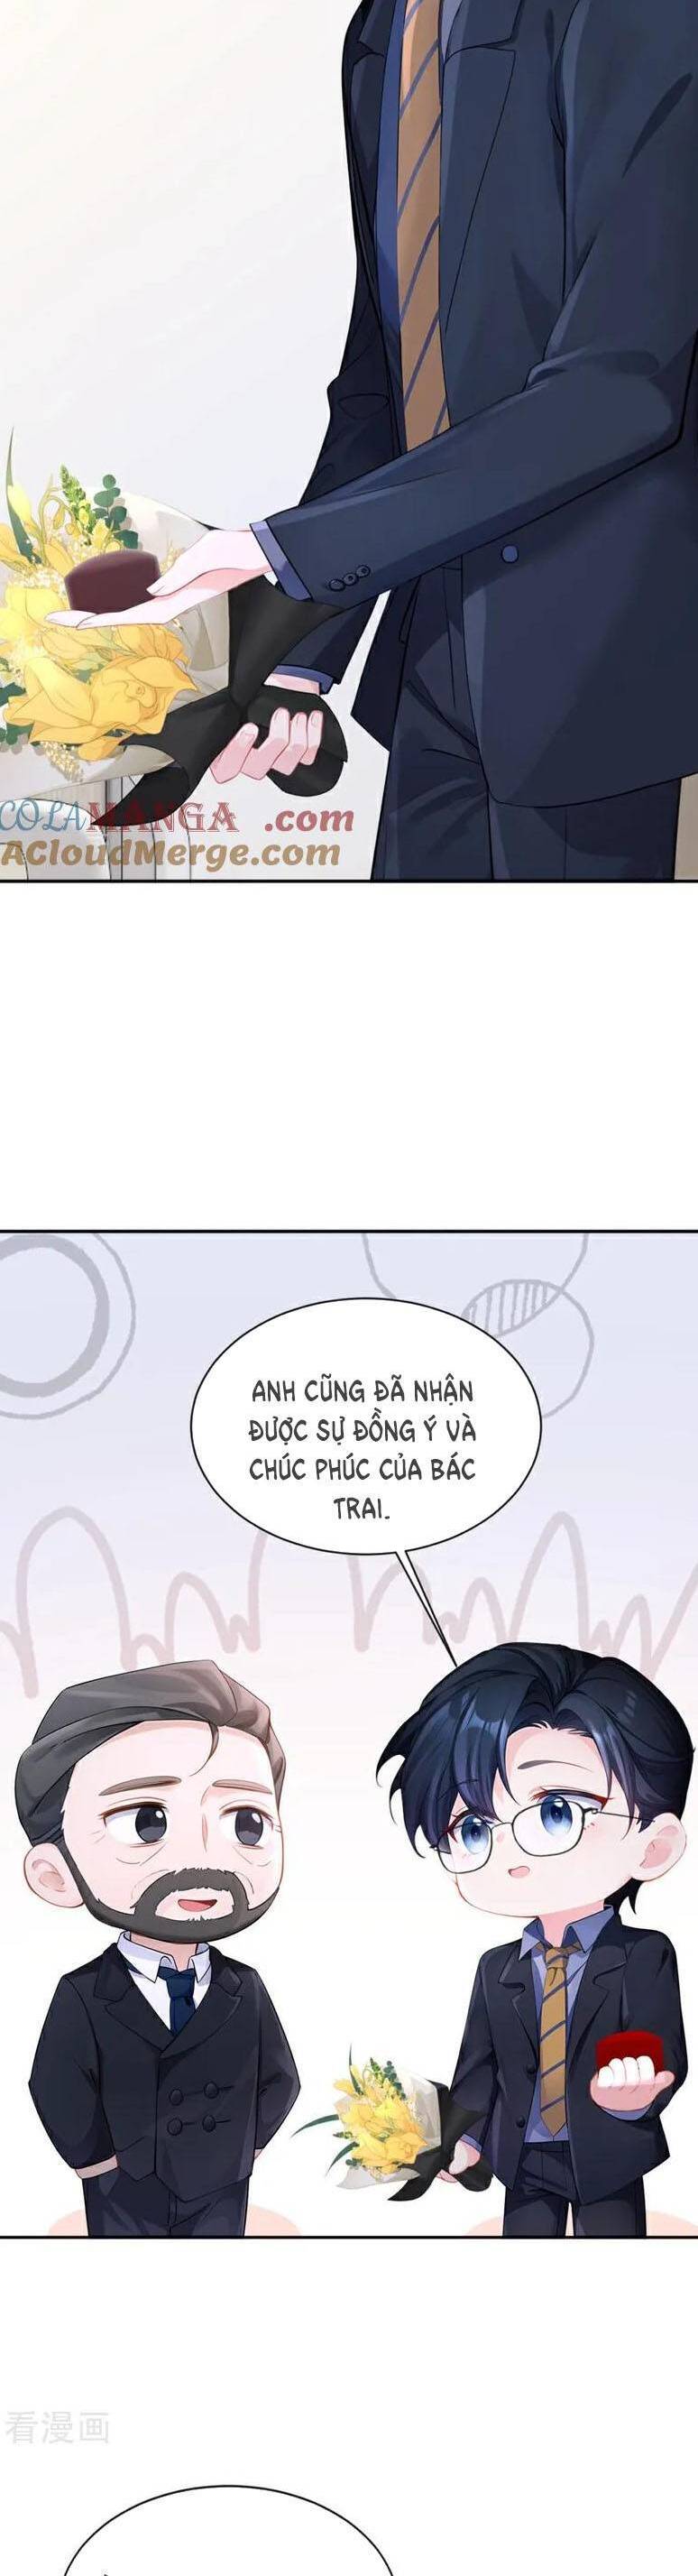 COLAMANGA .com
AcloudMerge.com
ANH CŨNG ĐÃ NHẬN
ĐƯỢC SỰ ĐỒNG Ý VÀ
CHÚC PHÚC CỦA BÁC
TRAI.
看漫画